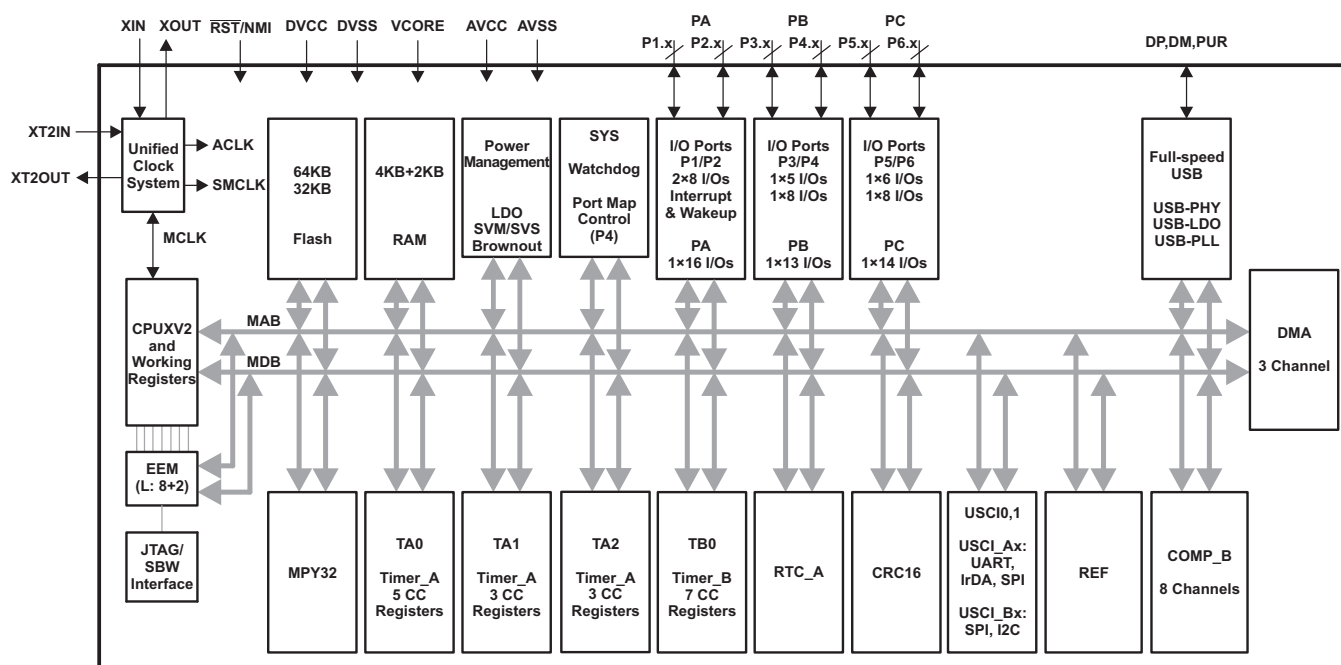 XIN
XOUT
RST/NMI
DVCC
DVSS
VCORE
AVCC
AVSS
PA
P1.x
P2.x
PB
P3.x
P4.x
PC
P5.x
P6.x
DP,DM,PUR
XT2IN
XT2OUT
Unified
Clock
System
ACLK
SMCLK
MCLK
64KB
32KB
Flash
4KB+2KB
RAM
Power
Management
LDO
SVM/SVS
Brownout
SYS
Watchdog
Port Map
Control
(P4)
I/O Ports
P1/P2
2×8 I/Os
Interrupt
& Wakeup
PA
1×16 I/Os
I/O Ports
P3/P4
1×5 I/Os
1×8 I/Os
PB
1×13 I/Os
I/O Ports
P5/P6
1×6 I/Os
1×8 I/Os
PC
1×14 I/Os
Full-speed
USB
USB-PHY
USB-LDO
USB-PLL
CPUXV2
and
Working
Registers
MAB
MDB
DMA
3 Channel
EEM
(L: 8+2)
JTAG/
SBW
Interface
MPY32
TA0
Timer_A
5 CC
Registers
TA1
Timer_A
3 CC
Registers
TA2
Timer_A
3 CC
Registers
TB0
Timer_B
7 CC
Registers
RTC_A
CRC16
USCI0,1
USCI_Ax:
UART,
IrDA, SPI
USCI_Bx:
SPI, I2C
REF
COMP_B
8 Channels